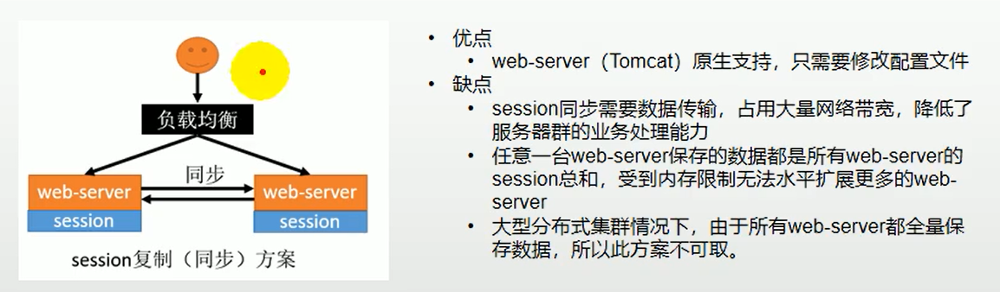 负载均衡
同步
web-server
web-server
session
session
session复制（同步）方案
• 优点
• web-server（Tomcat）原生支持，只需要修改配置文件
• 缺点
• session同步需要数据传输，占用大量网络带宽，降低了
服务器群的业务处理能力
• 任意一台web-server保存的数据都是所有web-server的
session总和，受到内存限制无法水平扩展更多的web-
server
• 大型分布式集群情况下，由于所有web-server都全量保
存数据，所以此方案不可取。